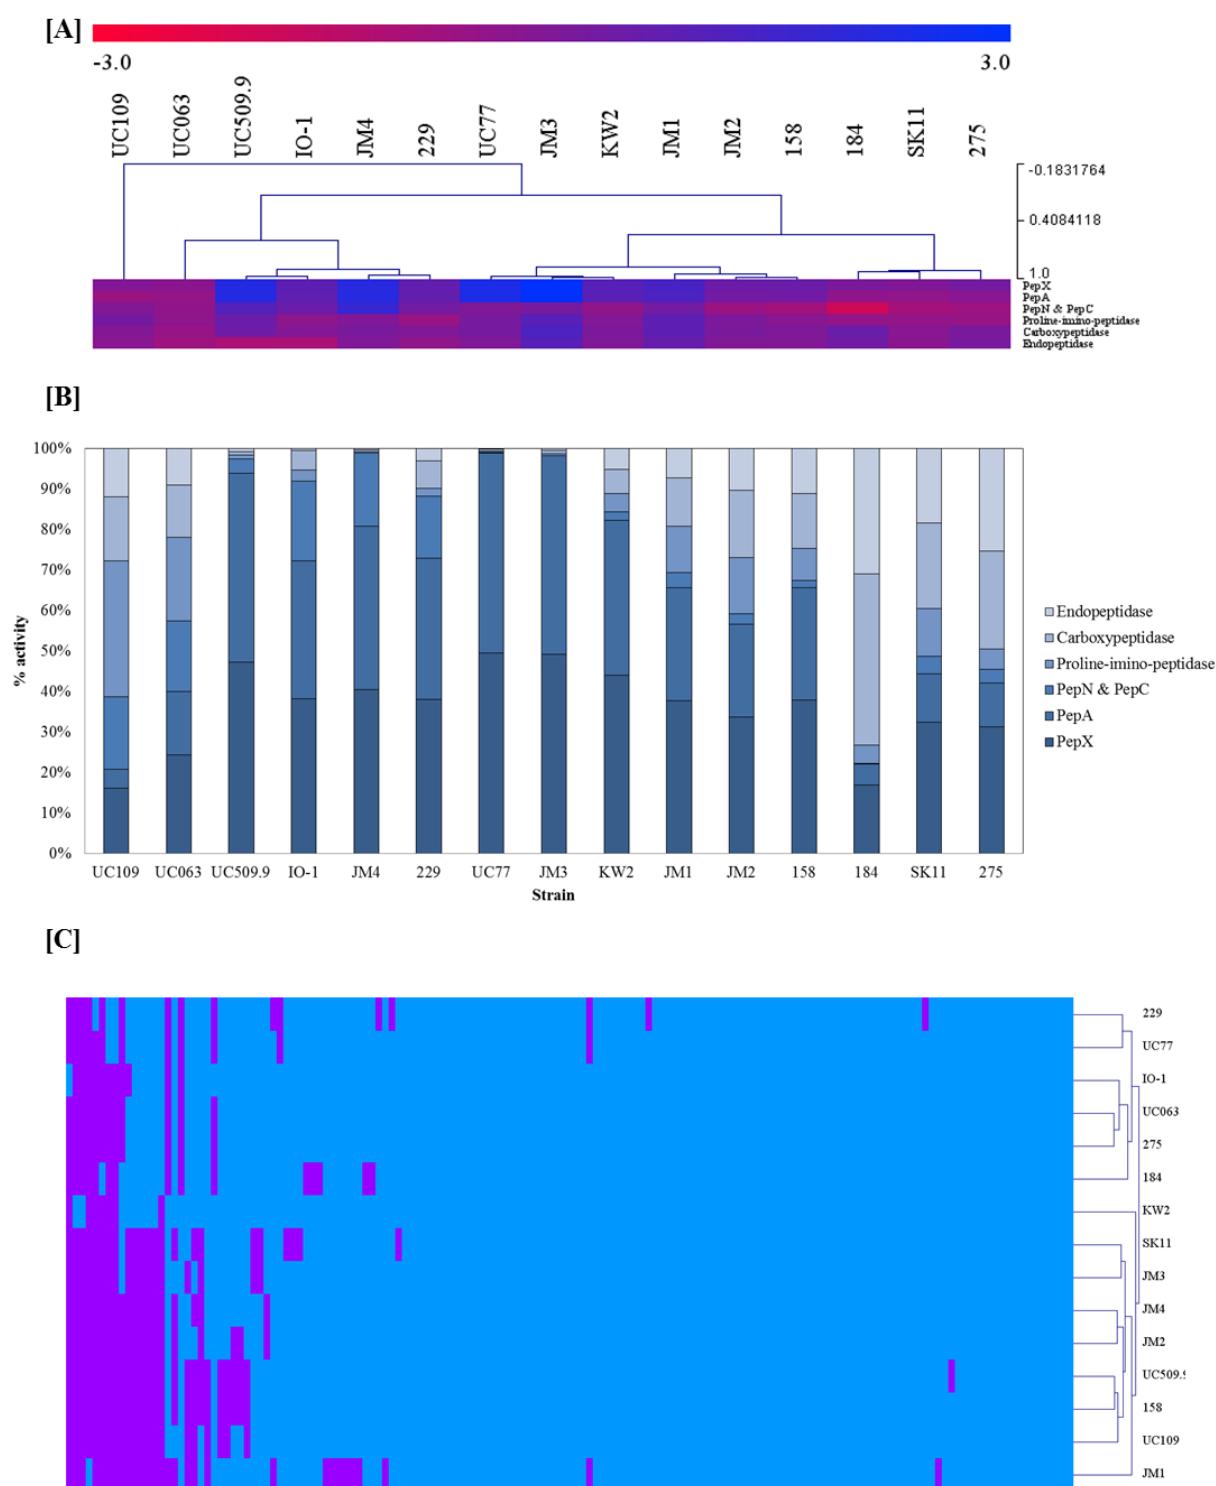 [A]
-3.0 3.0
UC109 UC063 UC509.9 IO-1 JM4 229 UC77 JM3 KW2 JM1 JM2 158 184 SK11 275
-0.1831764
0.4084118
1.0
PepX
PepA
PepN & PepC
Proline-imino-peptidase
Carboxypeptidase
Endopeptidase
[B]
100%
90%
80%
70%
60%
50%
40%
30%
20%
10%
0%
% activity
Endopeptidase
Carboxypeptidase
Proline-imino-peptidase
PepN & PepC
PepA
PepX
UC109 UC063 UC509.9 IO-1 JM4 229 UC77 JM3 KW2 JM1 JM2 158 184 SK11 275
Strain
[C]
229
UC77
IO-1
UC063
275
184
KW2
SK11
JM3
JM4
JM2
UC509.9
158
UC109
JM1